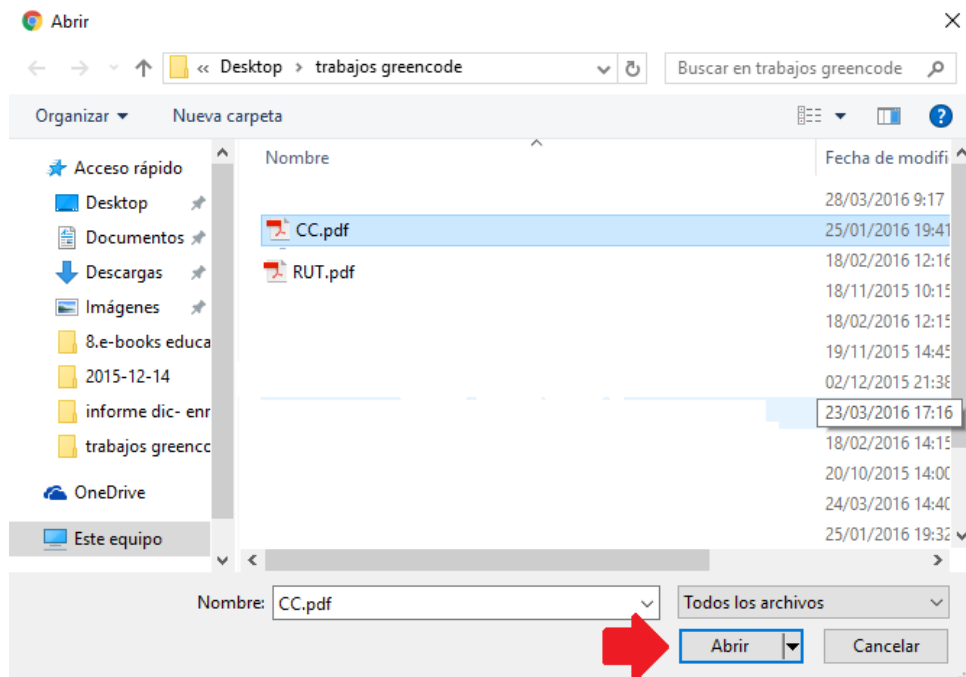 Abrir
« Desktop › trabajos greencode
Buscar en trabajos greencode
Organizar
Nueva carpeta
Acceso rápido
Desktop
Documentos
Descargas
Imágenes
8.e-books educa
2015-12-14
informe dic- enr
trabajos greencc
OneDrive
Este equipo
Nombre
Fecha de modifi
28/03/2016 9:17
CC.pdf
25/01/2016 19:41
18/02/2016 12:16
RUT.pdf
18/11/2015 10:15
18/02/2016 12:15
19/11/2015 14:45
02/12/2015 21:38
23/03/2016 17:16
18/02/2016 14:15
20/10/2015 14:00
24/03/2016 14:40
25/01/2016 19:32
Nombre: CC.pdf
Todos los archivos
Abrir
Cancelar